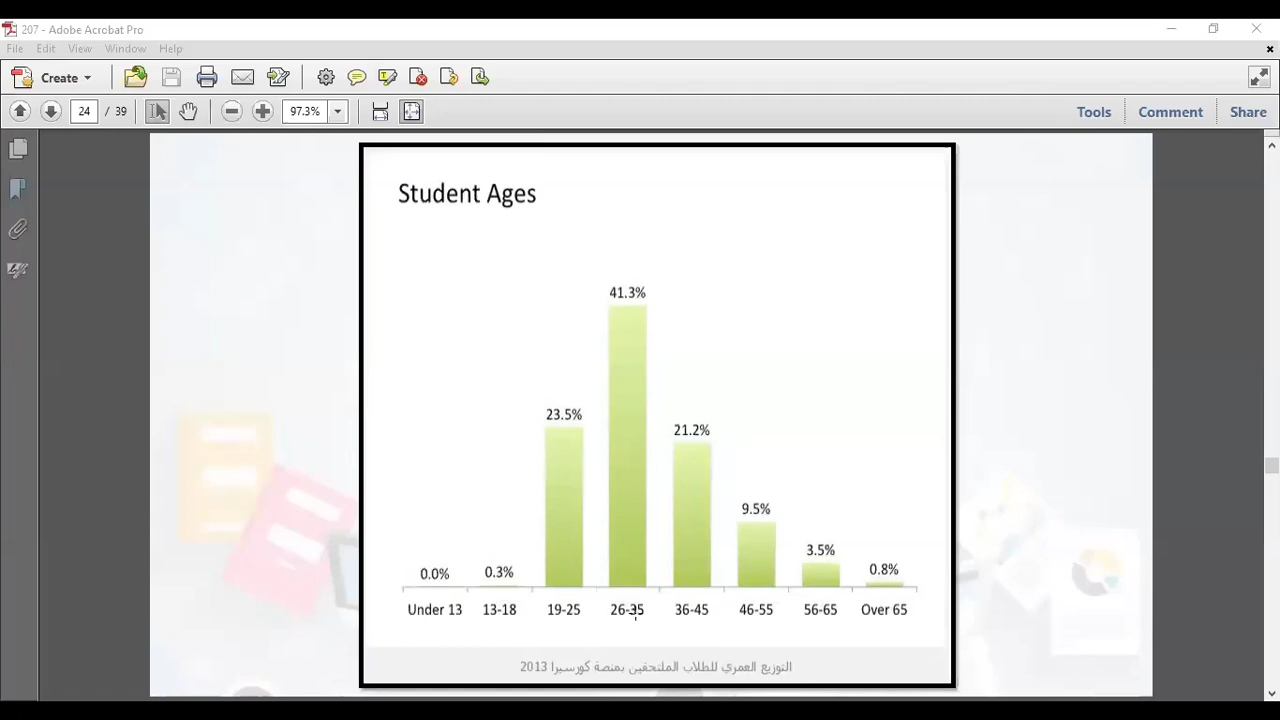 207 - Adobe Acrobat Pro
File Edit View Window Help
Create
24 / 39 97.3% Tools Comment Share
Student Ages
41.3%
23.5%
21.2%
9.5%
3.5%
0.8%
0.3%
0.0%
Under 13 13-18 19-25 26-35 36-45 46-55 56-65 Over 65
التوزيع العمري للطلاب الملتحقين بمنصة كورسيرا 2013